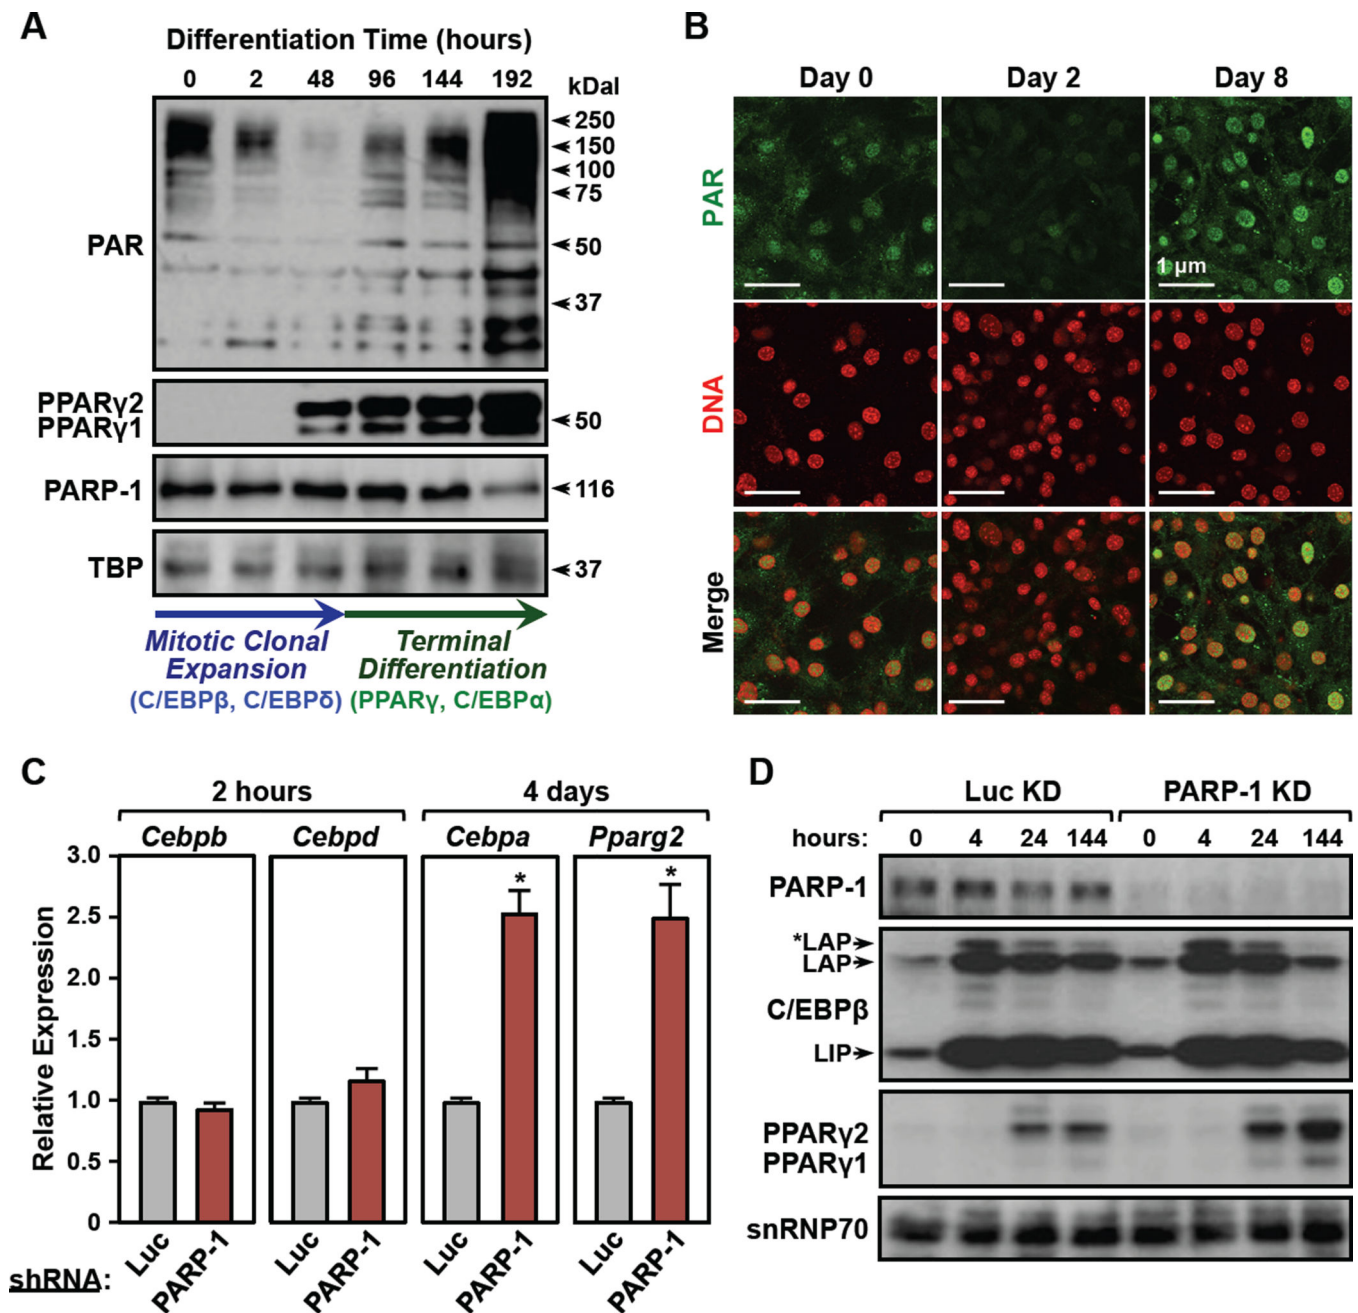 A
Differentiation Time (hours)
0 2 48 96 144 192 kDal
250
150
100
75
PAR
50
37
PPARγ2
PPARγ1
50
PARP-1
116
TBP
37
Mitotic Clonal
Expansion
(C/EBPβ, C/EBPδ)
Terminal
Differentiation
(PPARγ, C/EBPα)
B
Day 0 Day 2 Day 8
PAR
1 μm
DNA
Merge
C
2 hours 4 days
Cebpb Cebpd Cebpa Pparg2
Relative Expression
3.0
2.5
2.0
1.5
1.0
0.5
0
* *
shRNA:
Luc PARP-1 Luc PARP-1 Luc PARP-1 Luc PARP-1
D
Luc KD PARP-1 KD
hours: 0 4 24 144 0 4 24 144
PARP-1
*LAP
LAP
C/EBPβ
LIP
PPARγ2
PPARγ1
snRNP70